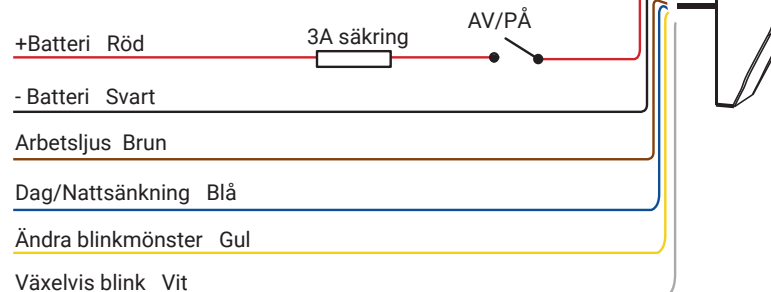 AV/PÅ
+Batteri Röd 3A säkring
- Batteri Svart
Arbetsljus Brun
Dag/Nattsänkning Blå
Ändra blinkmönster Gul
Växelvis blink Vit